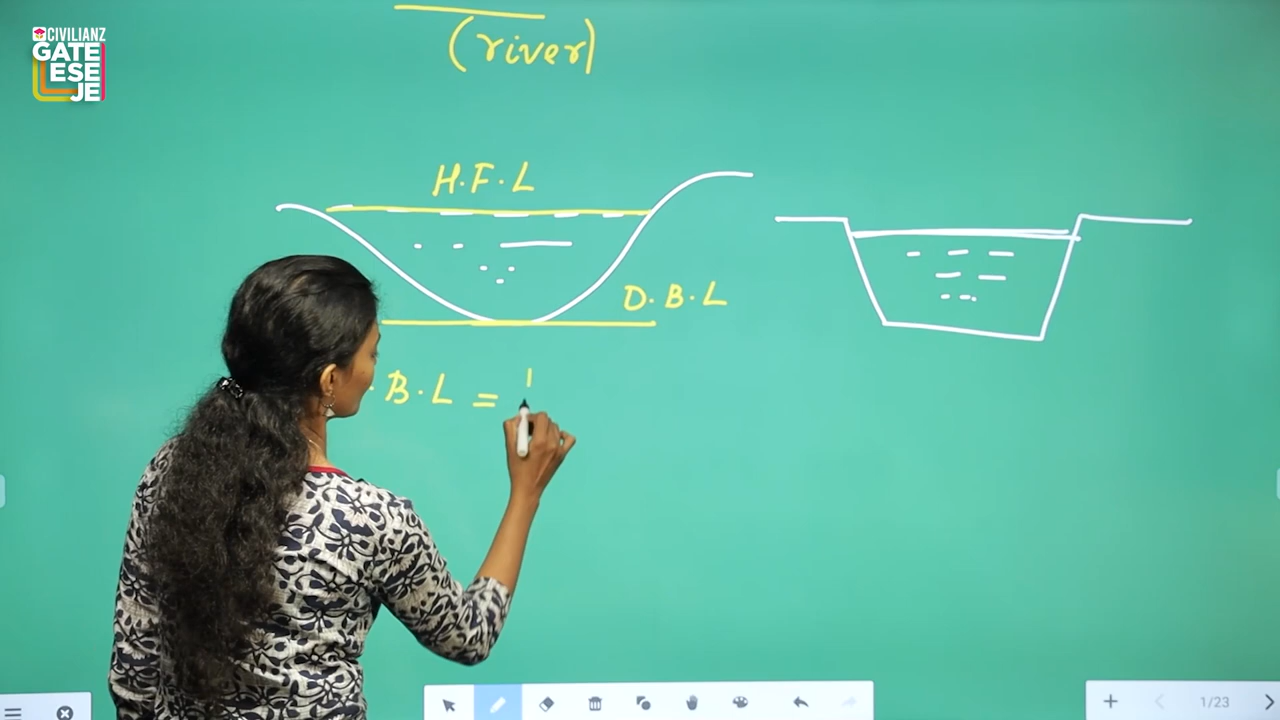 CIVILIANZ
GATE
ESE
JE
(river)
H.F.L
D.B.L
B.L =
1/23